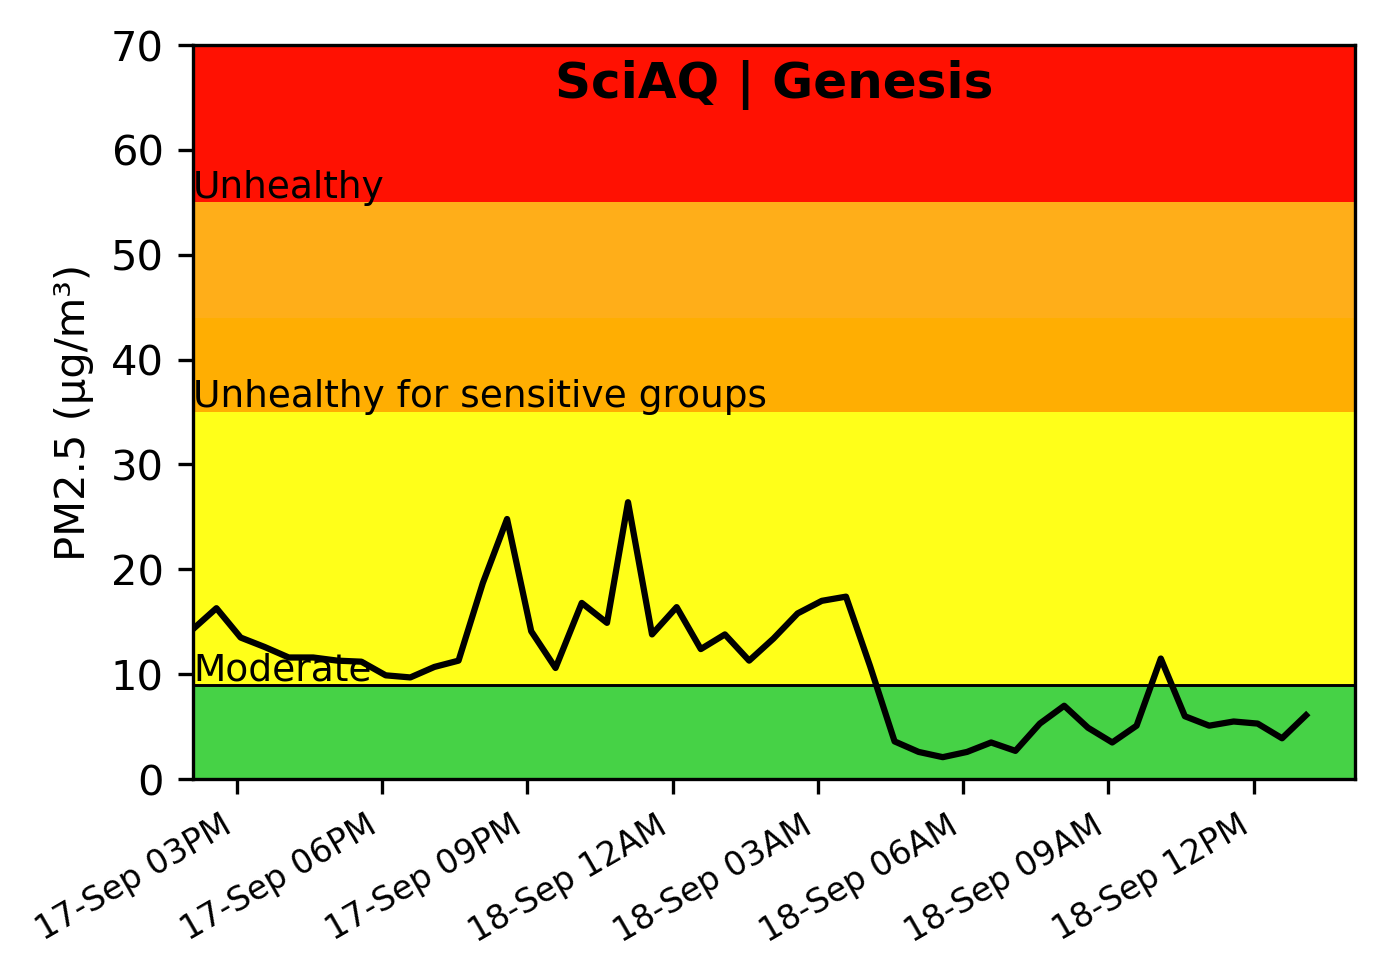 SciAQ | Genesis
70
60
50
40
30
20
10
0
PM2.5 (µg/m³)
Unhealthy
Unhealthy for sensitive groups
Moderate
17-Sep 03PM
17-Sep 06PM
17-Sep 09PM
18-Sep 12AM
18-Sep 03AM
18-Sep 06AM
18-Sep 09AM
18-Sep 12PM